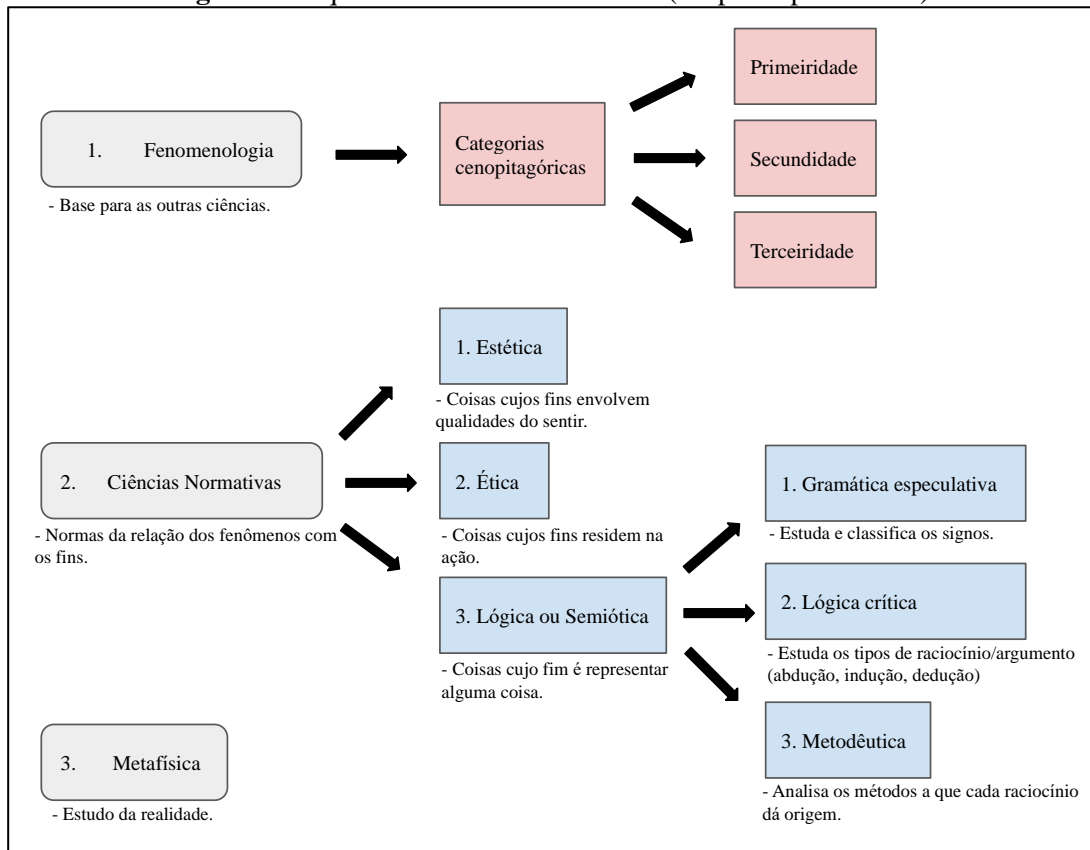 Primeiridade
1. Fenomenologia
Categorias
cenopitagóricas
Secundidade
- Base para as outras ciências.
Terceiridade
1. Estética
- Coisas cujos fins envolvem
qualidades do sentir.
2. Ciências Normativas
- Normas da relação dos fenômenos com
os fins.
2. Ética
- Coisas cujos fins residem na
ação.
1. Gramática especulativa
- Estuda e classifica os signos.
3. Lógica ou Semiótica
- Coisas cujo fim é representar
alguma coisa.
2. Lógica crítica
- Estuda os tipos de raciocínio/argumento
(abdução, indução, dedução)
3. Metafísica
- Estudo da realidade.
3. Metodêutica
- Analisa os métodos a que cada raciocínio
dá origem.